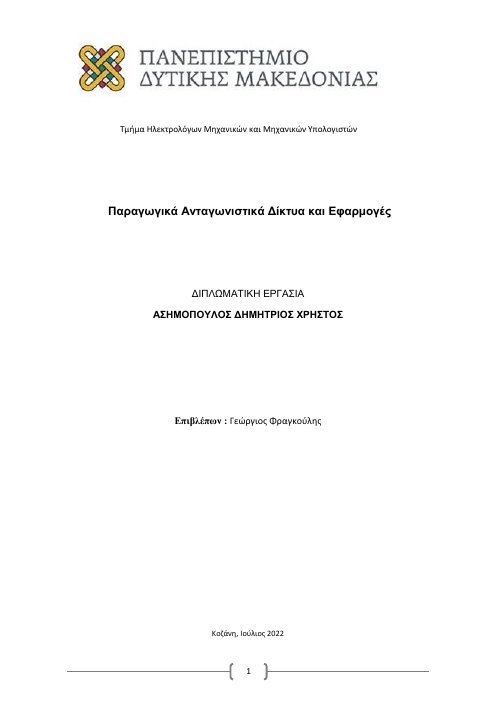 ΠΑΝΕΠΙΣΤΗΜΙΟ
ΔΥΤΙΚΗΣ ΜΑΚΕΔΟΝΙΑΣ
Τμήμα Ηλεκτρολόγων Μηχανικών και Μηχανικών Υπολογιστών
Παραγωγικά Ανταγωνιστικά Δίκτυα και Εφαρμογές
ΔΙΠΛΩΜΑΤΙΚΗ ΕΡΓΑΣΙΑ
ΑΣΗΜΟΠΟΥΛΟΣ ΔΗΜΗΤΡΙΟΣ ΧΡΗΣΤΟΣ
Επιβλέπων : Γεώργιος Φραγκούλης
Κοζάνη, Ιούλιος 2022
1